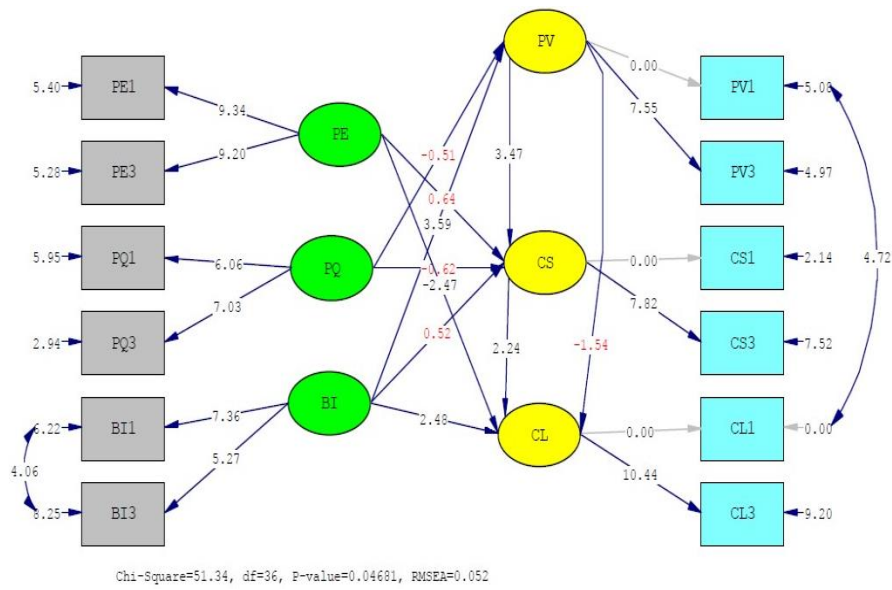 PV
5.40 PE1 0.00 PV1 5.08
9.34 7.55
PE -0.51 3.47
5.28 PE3 9.20 PV3 4.97
0.64
3.59
5.95 PQ1 6.06 PQ -0.62 CS 0.00 CS1 2.14 4.72
-2.47
7.03 7.82
2.94 PQ3 0.52 2.24 -1.54 CS3 7.52
BI
6.22 BI1 7.36 2.48 CL 0.00 CL1 0.00
4.06 5.27 10.44
8.25 BI3 CL3 9.20
Chi-Square=51.34, df=36, P-value=0.04681, RMSEA=0.052